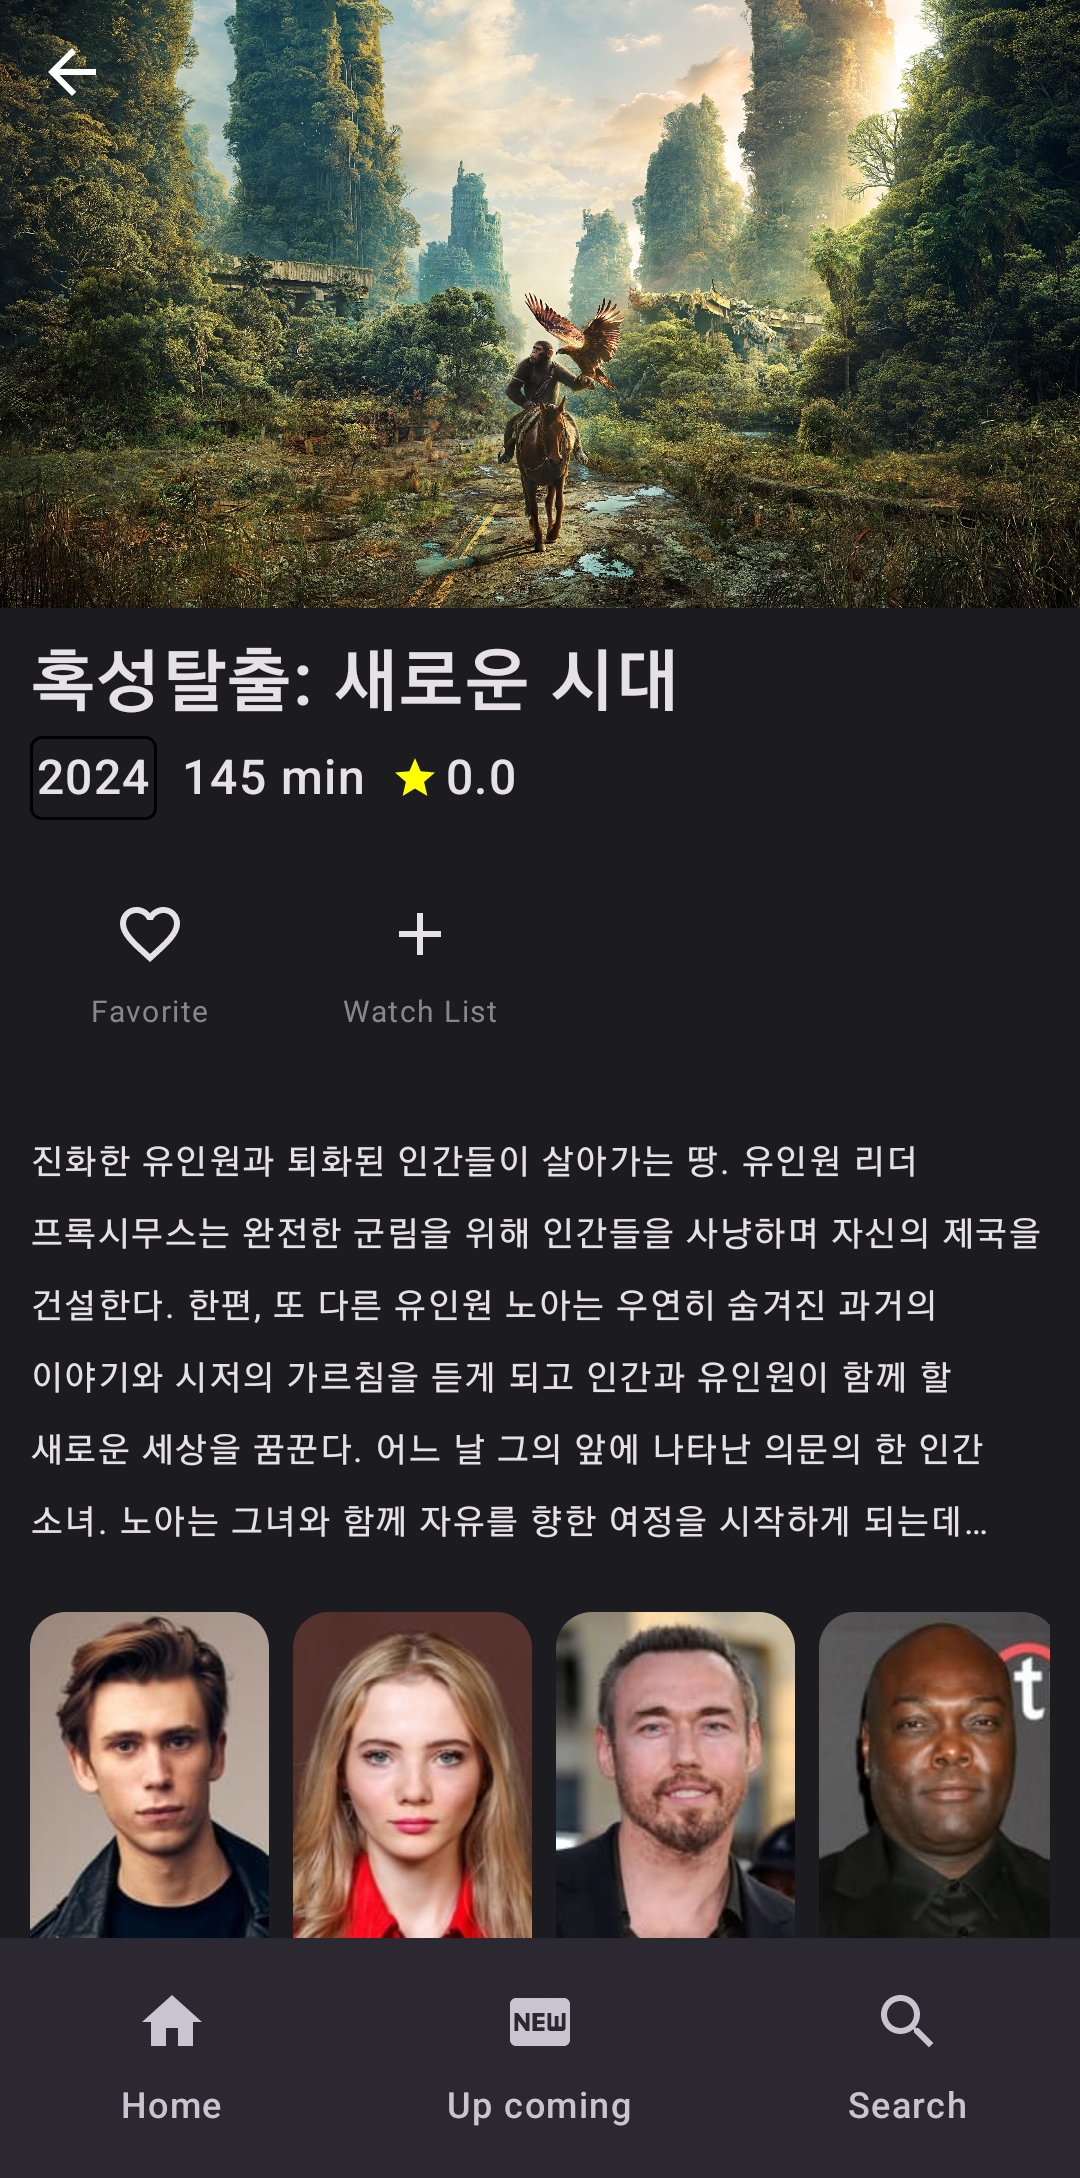 혹성탈출: 새로운 시대
2024 145 min 0.0
Favorite Watch List
진화한 유인원과 퇴화된 인간들이 살아가는 땅. 유인원 리더
프록시무스는 완전한 군림을 위해 인간들을 사냥하며 자신의 제국을
건설한다. 한편, 또 다른 유인원 노아는 우연히 숨겨진 과거의
이야기와 시저의 가르침을 듣게 되고 인간과 유인원이 함께 할
새로운 세상을 꿈꾼다. 어느 날 그의 앞에 나타난 의문의 한 인간
소녀. 노아는 그녀와 함께 자유를 향한 여정을 시작하게 되는데…
t
NEW
Home Up coming Search